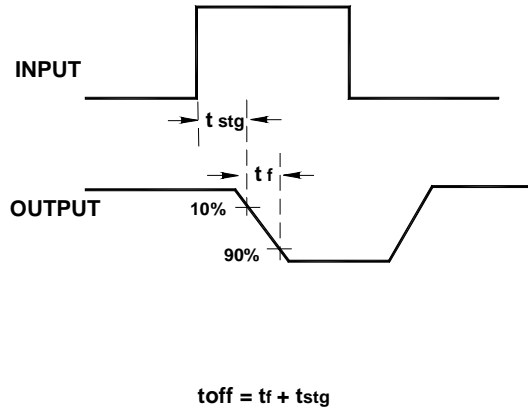 INPUT
t stg
t f
OUTPUT
10%
90%
toff = tf + tstg